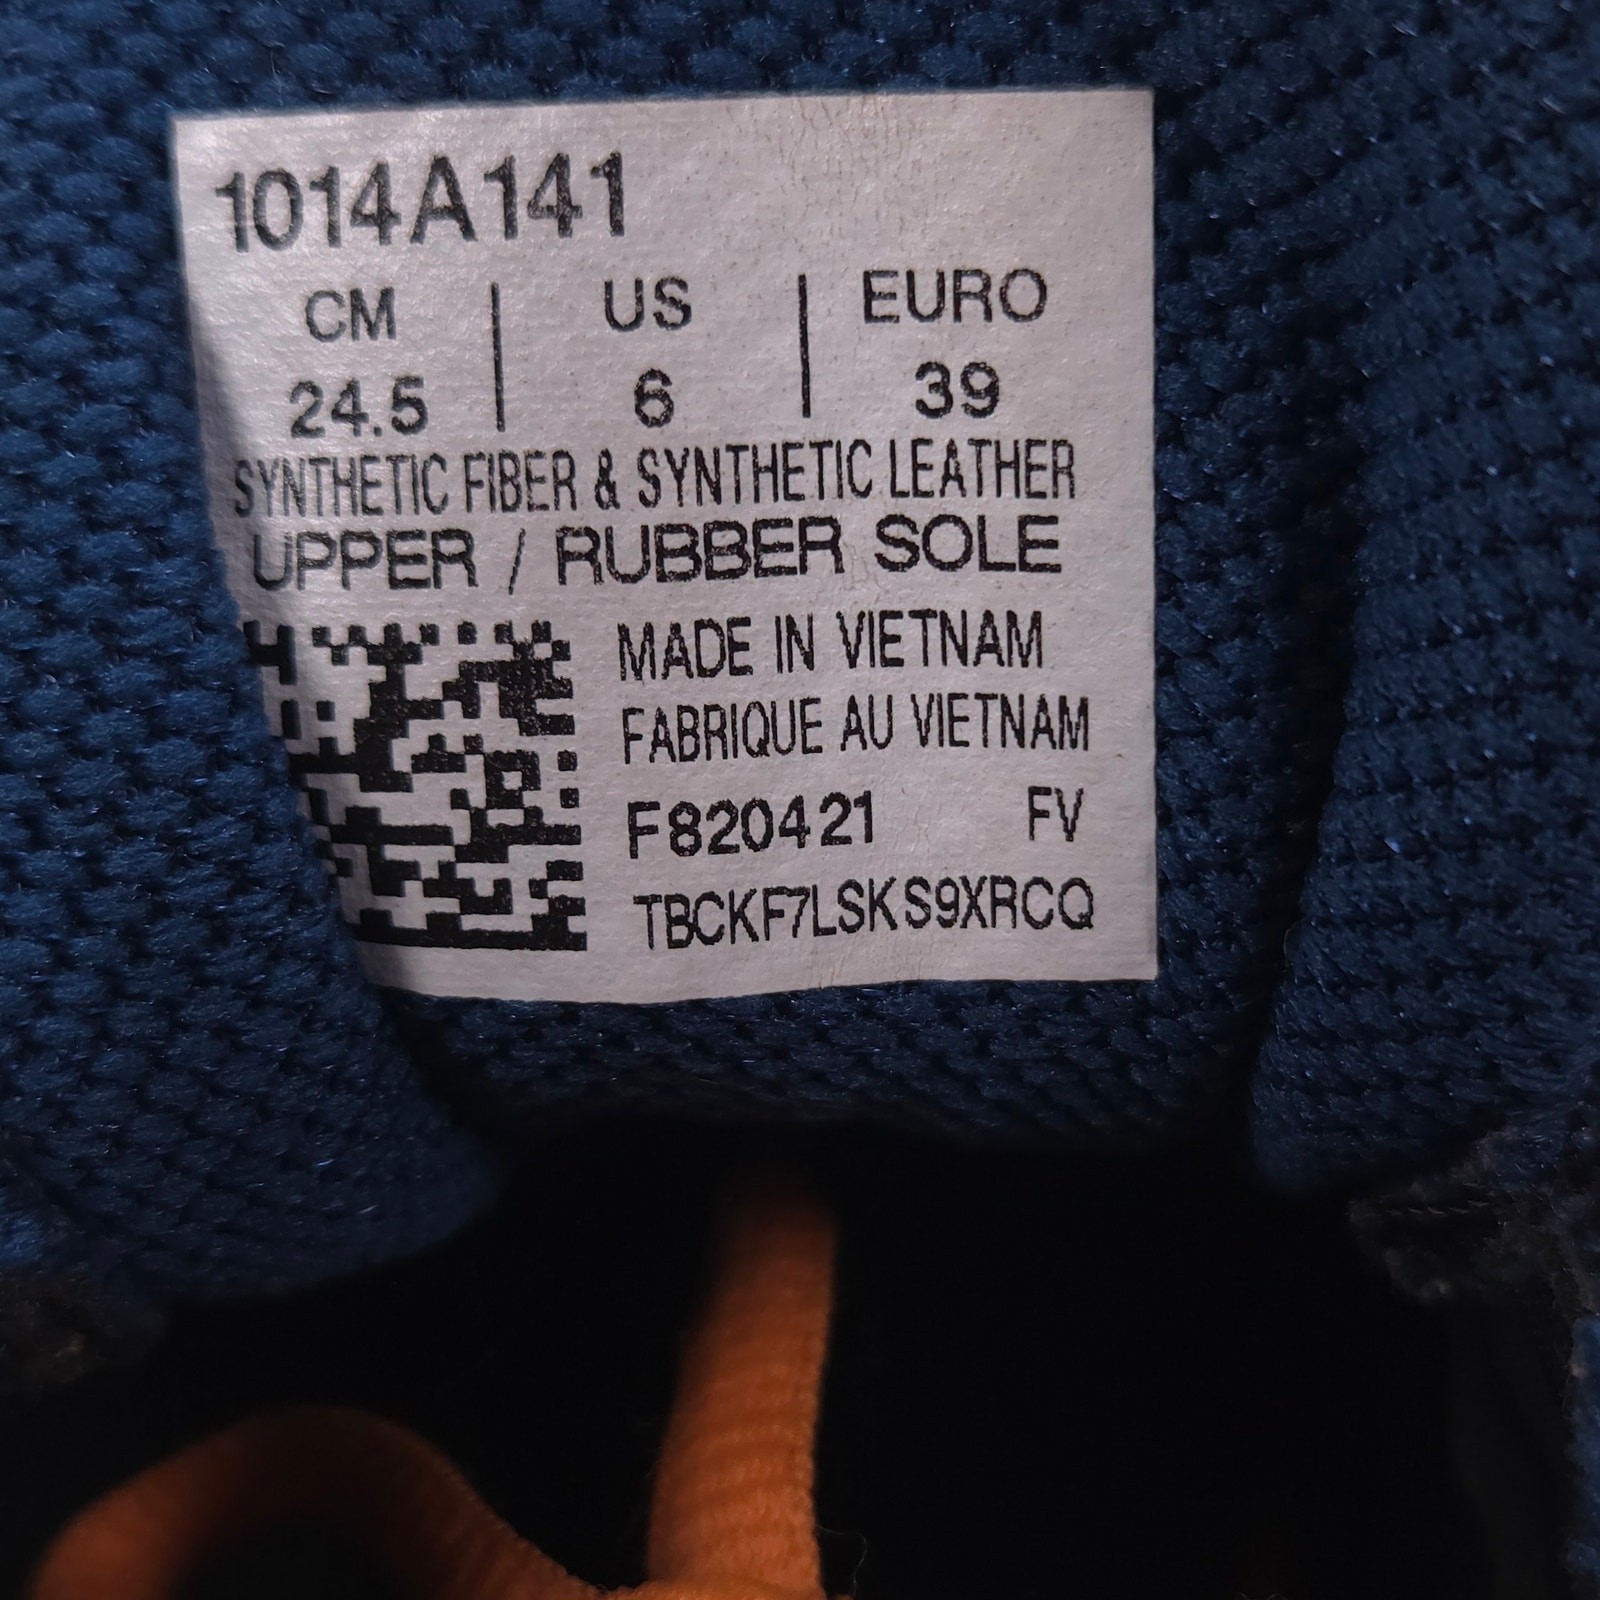 1014A141
CM | US | EURO
24.5 | 6 | 39
SYNTHETIC FIBER & SYNTHETIC LEATHER
UPPER / RUBBER SOLE
MADE IN VIETNAM
FABRIQUE AU VIETNAM
F820421 FV
TBCKF7LSKS9XRCQ